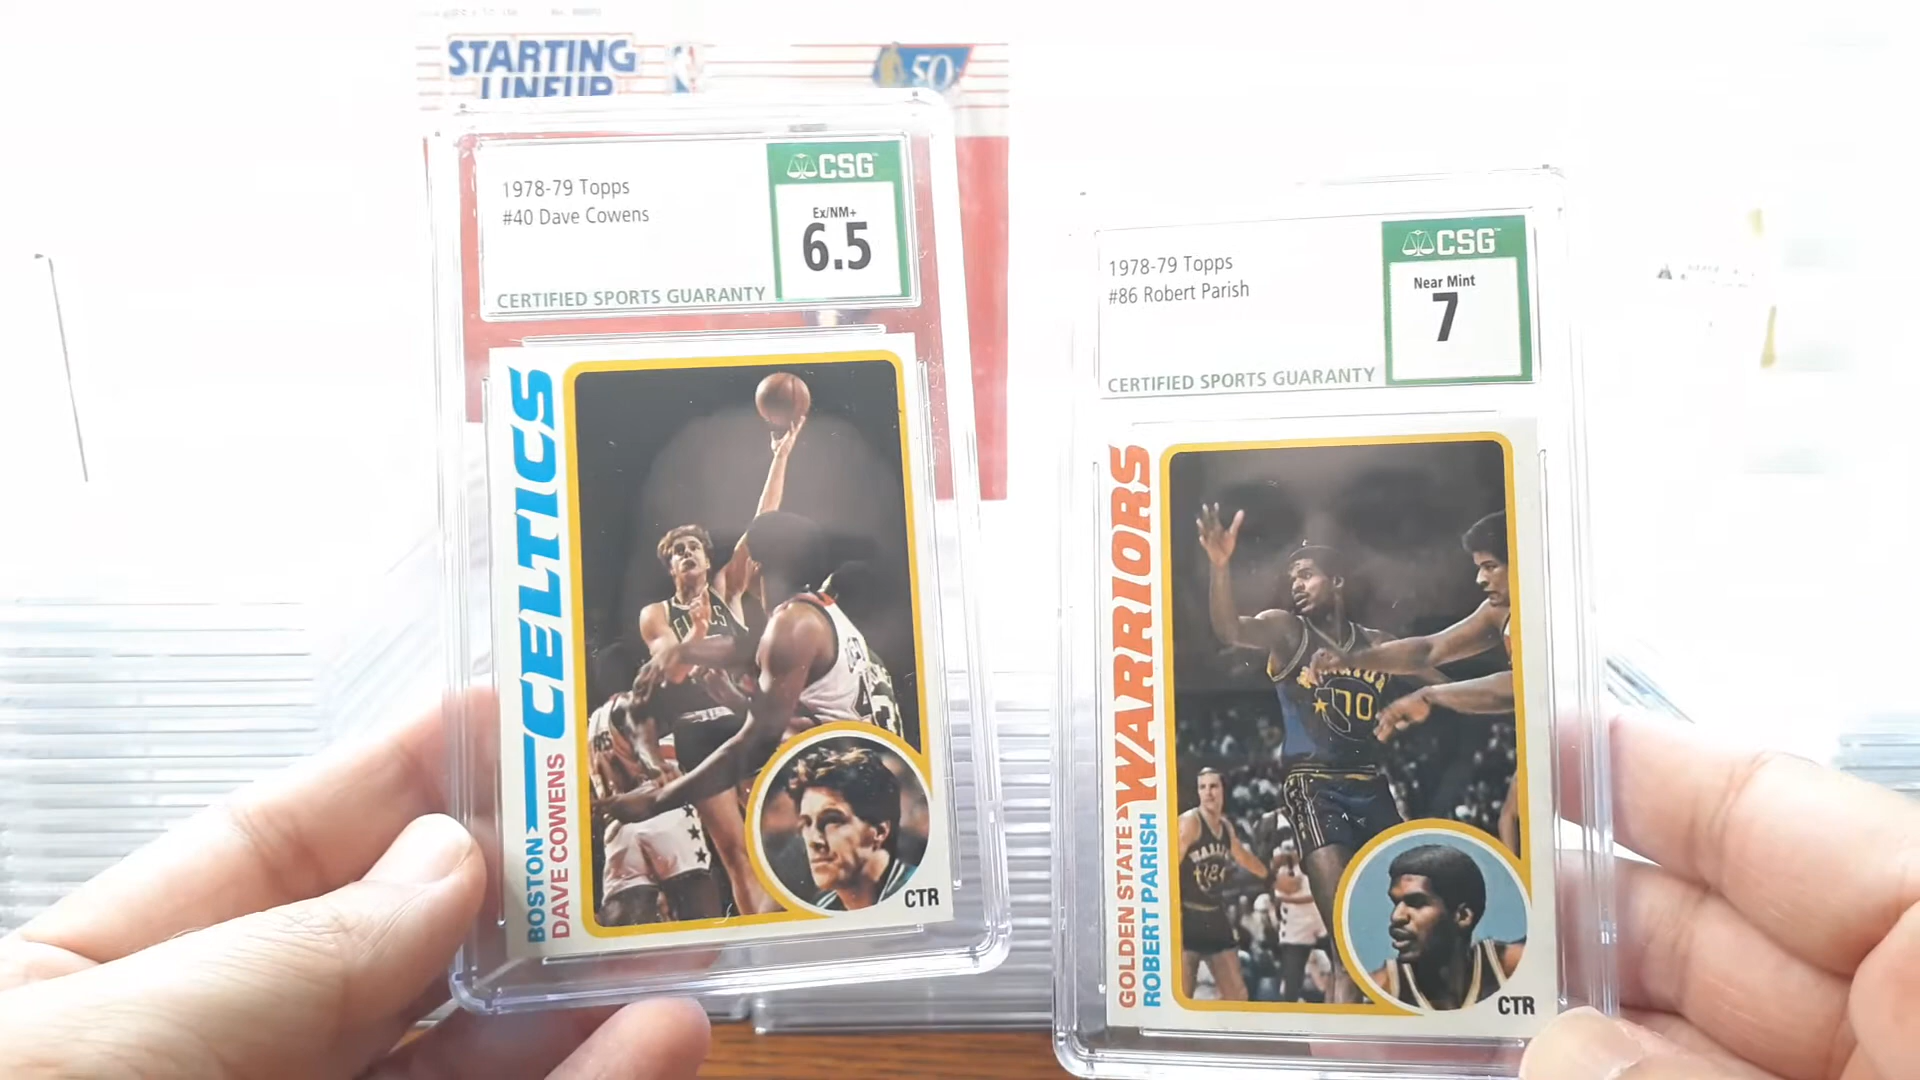 STARTING
LINEUP
50
1978-79 Topps
#40 Dave Cowens
CSG
Ex/NM+
6.5
CERTIFIED SPORTS GUARANTY
BOSTON CELTICS
DAVE COWENS
CTR
1978-79 Topps
#86 Robert Parish
CSG
Near Mint
7
CERTIFIED SPORTS GUARANTY
GOLDEN STATE WARRIORS
ROBERT PARISH
CTR